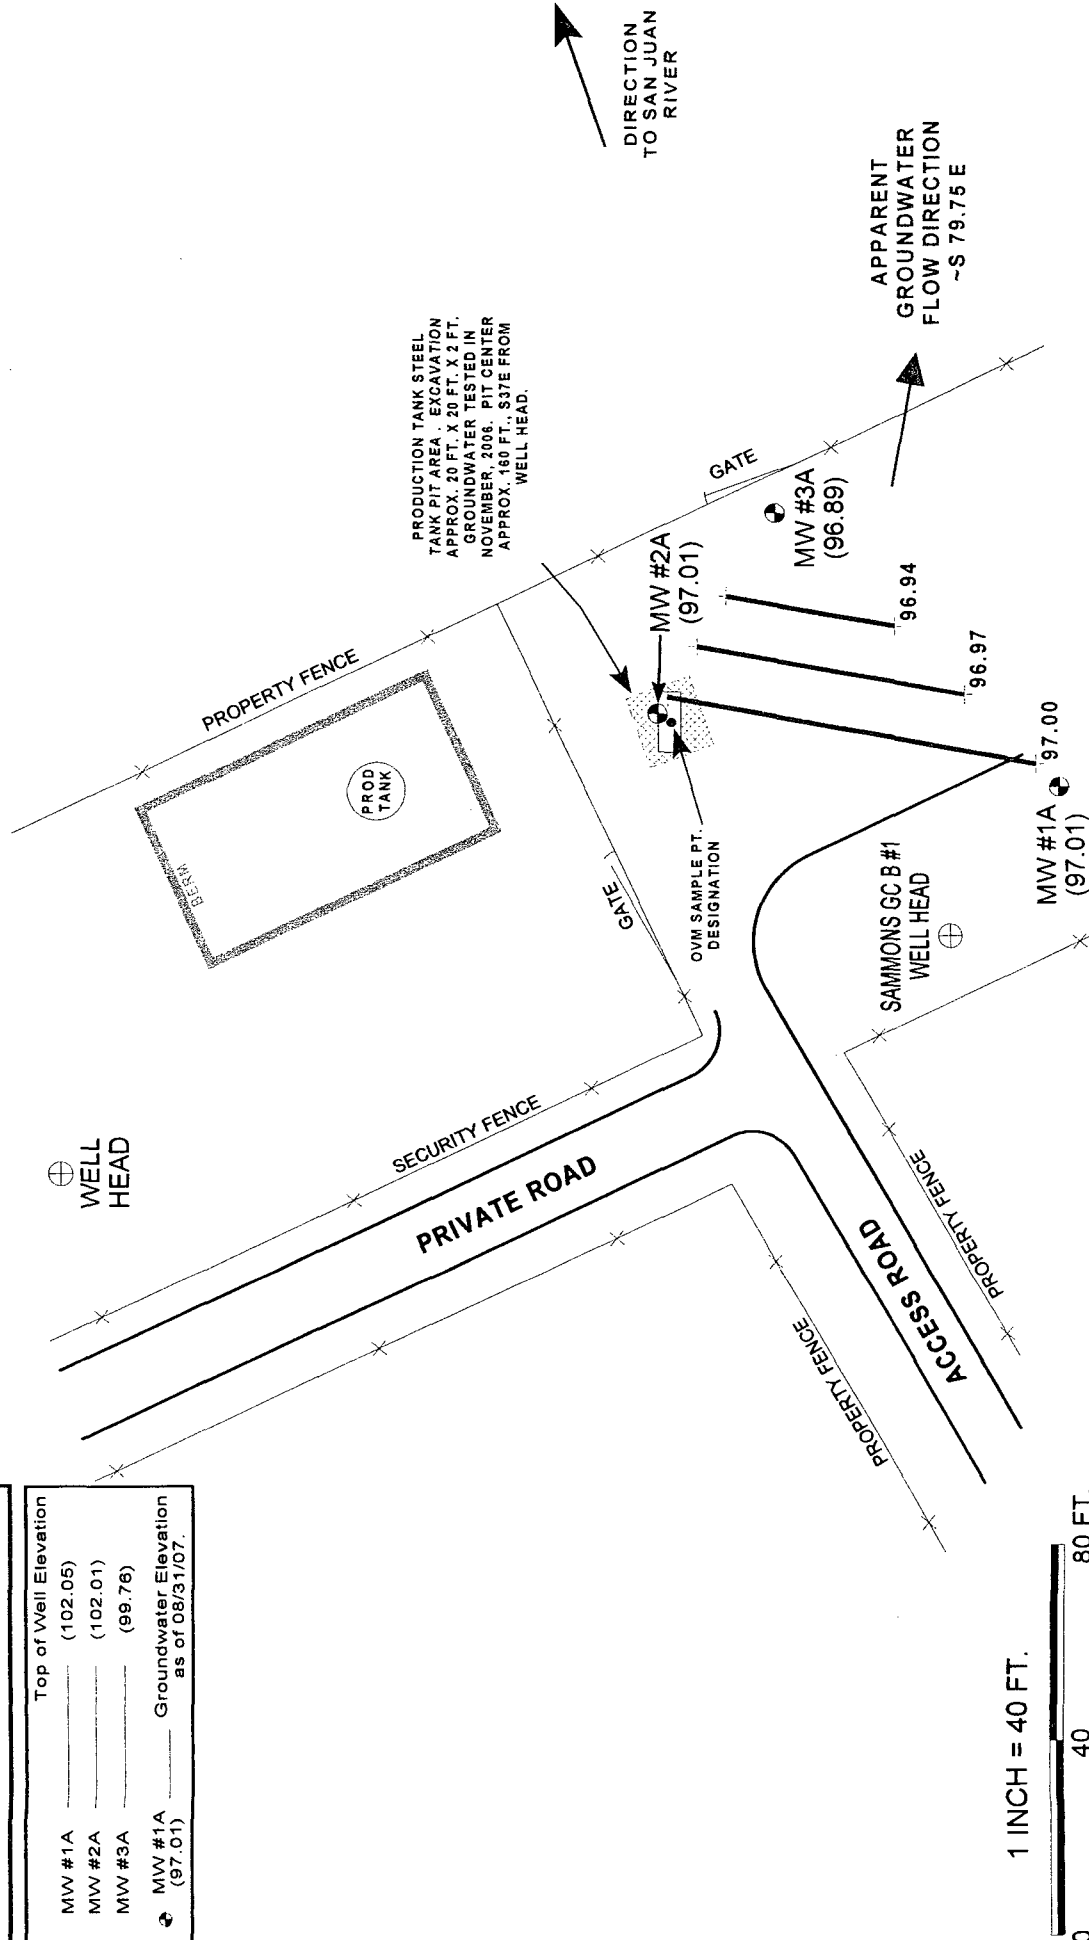 Top of Well Elevation
MW #1A (102.05)
MW #2A (102.01)
MW #3A (99.76)
MW #1A
(97.01)
Groundwater Elevation
as of 08/31/07.
WELL
HEAD
BERM
PROD
TANK
PROPERTY FENCE
SECURITY FENCE
PRIVATE ROAD
GATE
PRODUCTION TANK STEEL
TANK PIT AREA . EXCAVATION
APPROX. 20 FT. X 20 FT. X 2 FT.
GROUNDWATER TESTED IN
NOVEMBER, 2006. PIT CENTER
APPROX. 160 FT., S37E FROM
WELL HEAD.
DIRECTION
TO SAN JUAN
RIVER
MW #2A
(97.01)
GATE
MW #3A
(96.89)
APPARENT
GROUNDWATER
FLOW DIRECTION
~S 79.75 E
OVM SAMPLE PT.
DESIGNATION
96.94
96.97
97.00
MW #1A
(97.01)
SAMMONS GC B #1
WELL HEAD
PROPERTY FENCE
ACCESS ROAD
PROPERTY FENCE
1 INCH = 40 FT.
0 40 80 FT.